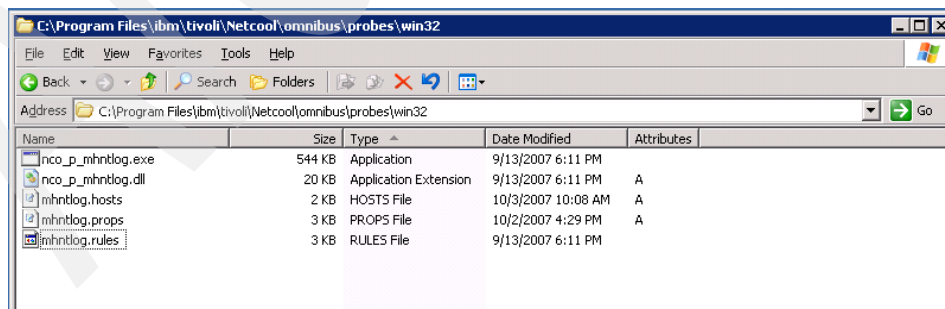 C:\Program Files\ibm\tivoli\Netcool\omnibus\probes\win32
File Edit View Favorites Tools Help
Back Search Folders
Address C:\Program Files\ibm\tivoli\Netcool\omnibus\probes\win32 Go
Name Size Type Date Modified Attributes
nco_p_mhntlog.exe 544 KB Application 9/13/2007 6:11 PM
nco_p_mhntlog.dll 20 KB Application Extension 9/13/2007 6:11 PM A
mhntlog.hosts 2 KB HOSTS File 10/3/2007 10:08 AM A
mhntlog.props 3 KB PROPS File 10/2/2007 4:29 PM A
mhntlog.rules 3 KB RULES File 9/13/2007 6:11 PM